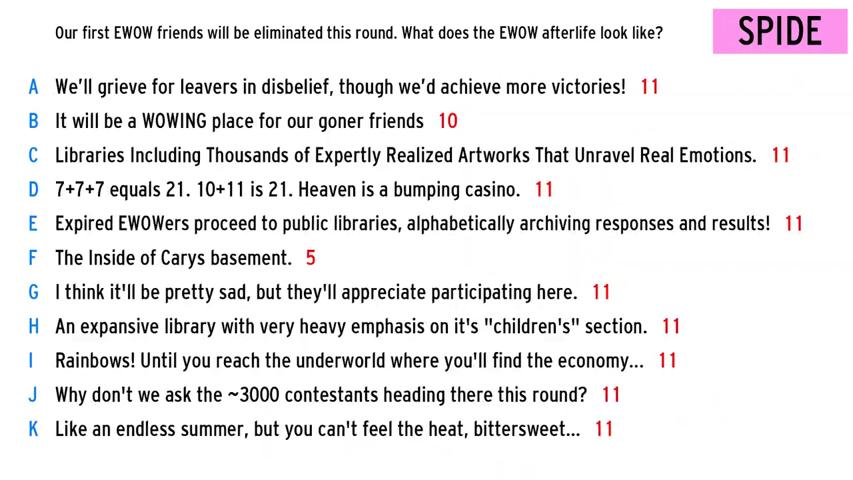 Our first EWOW friends will be eliminated this round. What does the EWOW afterlife look like?
SPIDE
A We'll grieve for leavers in disbelief, though we'd achieve more victories! 11
B It will be a WOWING place for our goner friends 10
C Libraries Including Thousands of Expertly Realized Artworks That Unravel Real Emotions. 11
D 7+7+7 equals 21. 10+11 is 21. Heaven is a bumping casino. 11
E Expired EWOWers proceed to public libraries, alphabetically archiving responses and results! 11
F The Inside of Carys basement. 5
G I think it'll be pretty sad, but they'll appreciate participating here. 11
H An expansive library with very heavy emphasis on it's "children's" section. 11
I Rainbows! Until you reach the underworld where you'll find the economy... 11
J Why don't we ask the ~3000 contestants heading there this round? 11
K Like an endless summer, but you can't feel the heat, bittersweet... 11